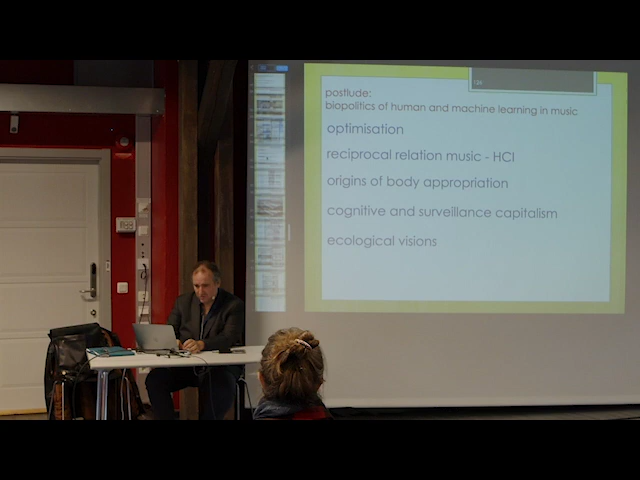 postlude:
biopolitics of human and machine learning in music
optimisation
reciprocal relation music - HCI
origins of body appropriation
cognitive and surveillance capitalism
ecological visions